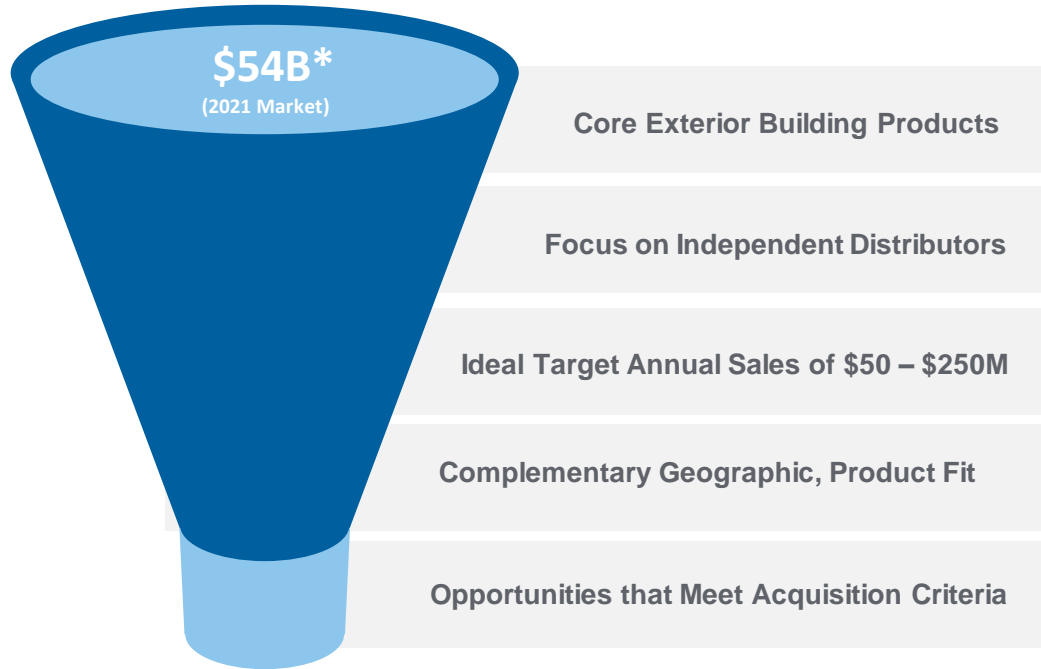 $54B*
(2021 Market)
Core Exterior Building Products
Focus on Independent Distributors
Ideal Target Annual Sales of $50 – $250M
Complementary Geographic, Product Fit
Opportunities that Meet Acquisition Criteria